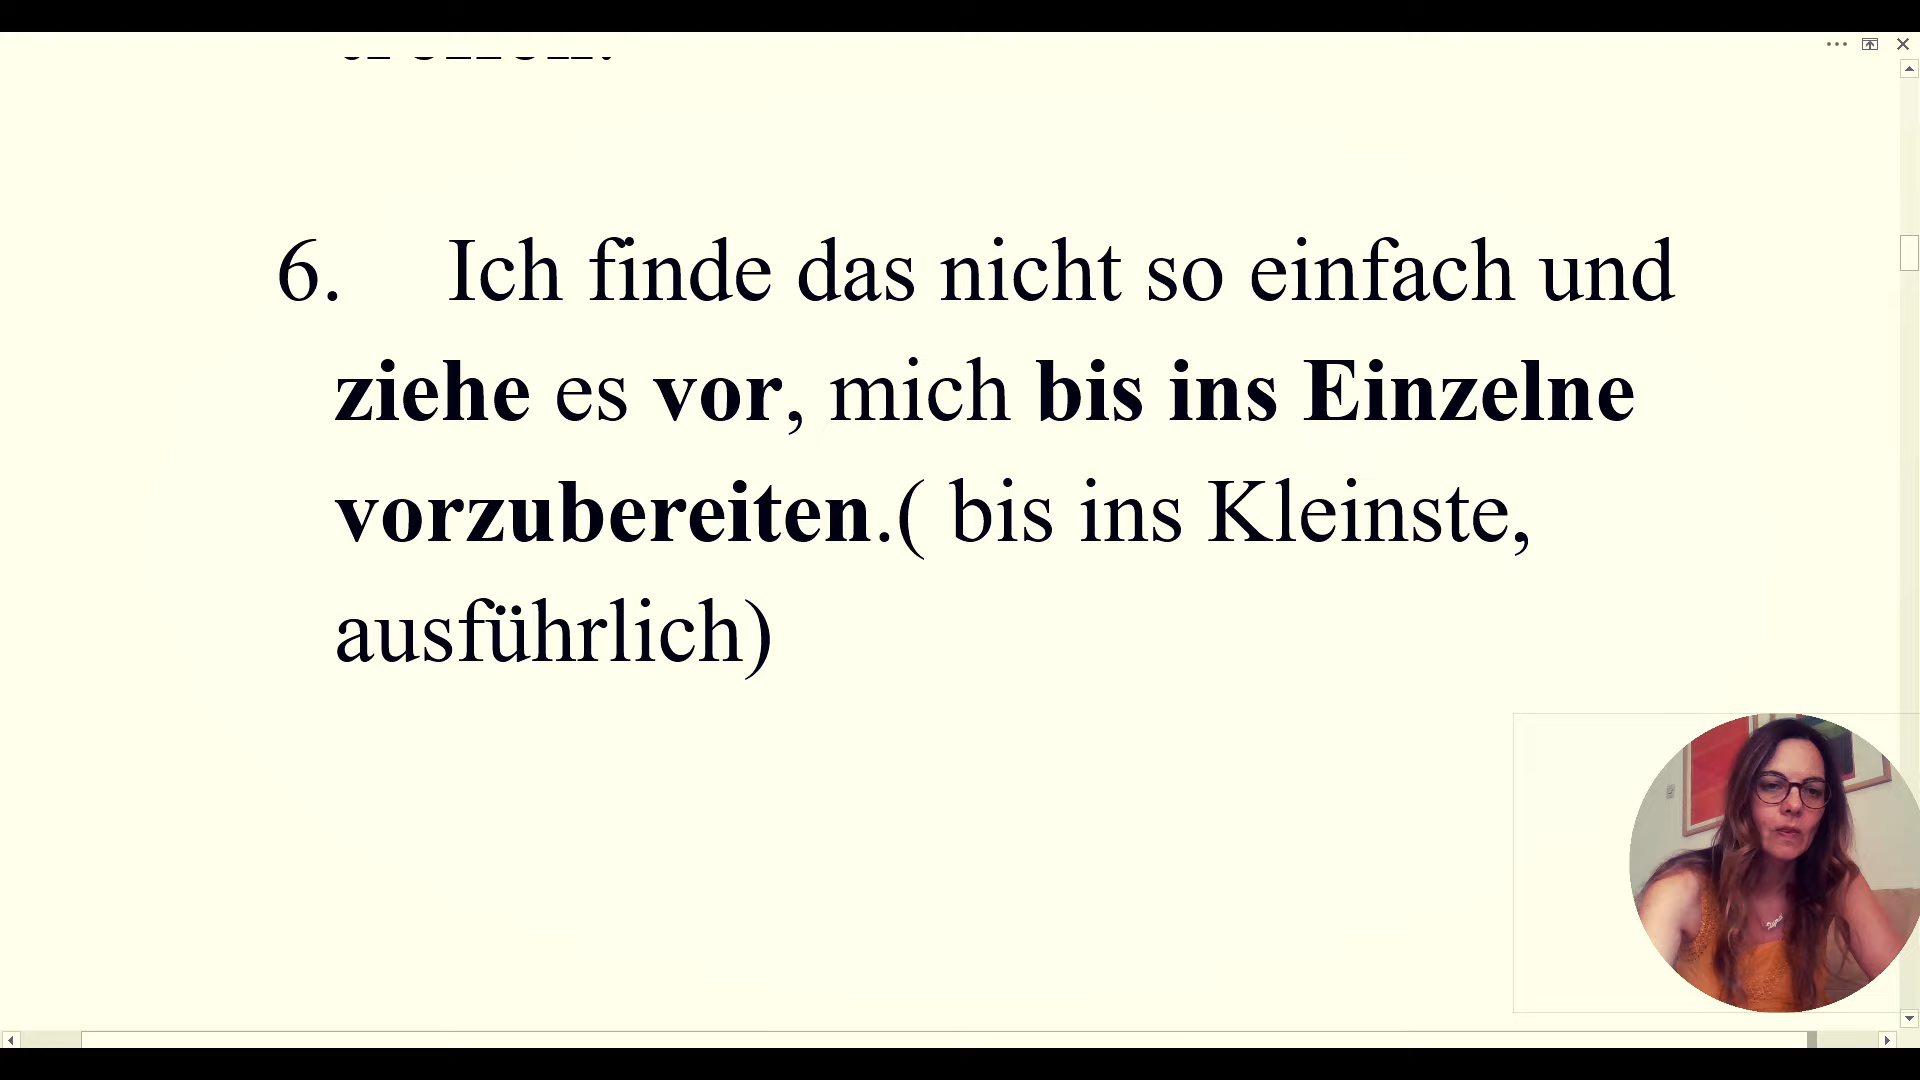 6. Ich finde das nicht so einfach und
ziehe es vor, mich bis ins Einzelne
vorzubereiten.( bis ins Kleinste,
ausführlich)